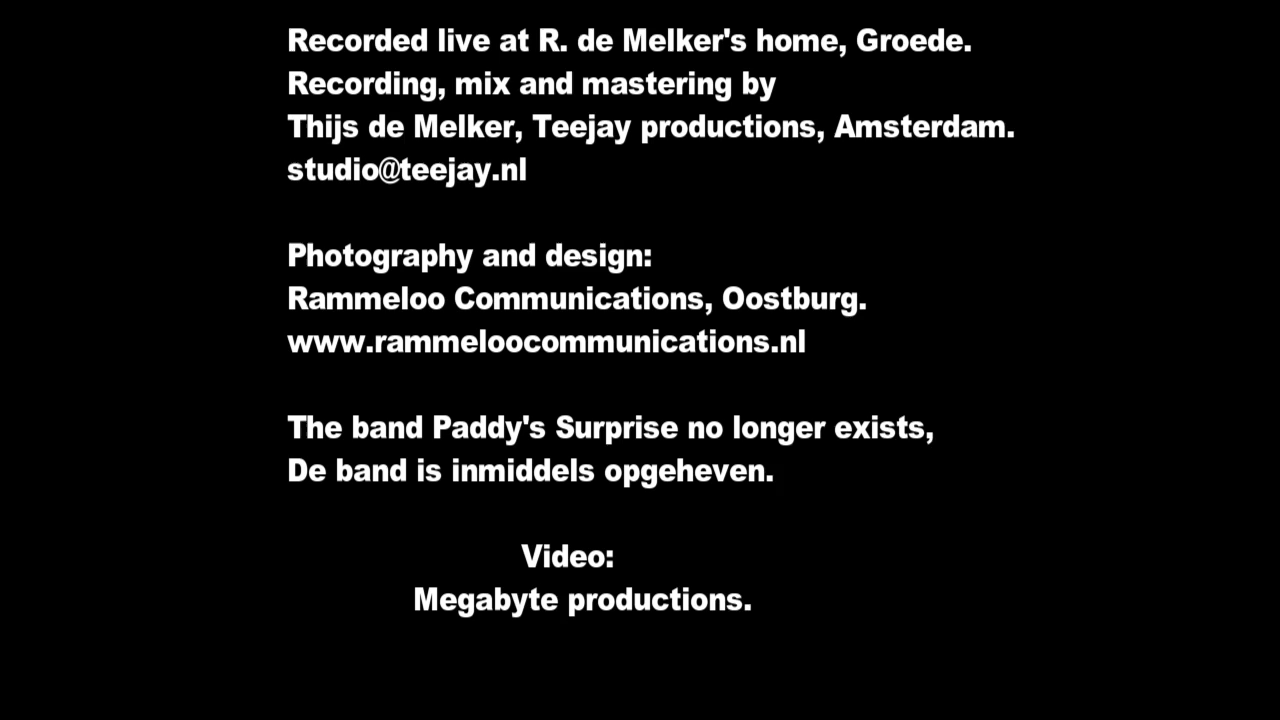 Recorded live at R. de Melker's home, Groede.
Recording, mix and mastering by
Thijs de Melker, Teejay productions, Amsterdam.
studio@teejay.nl
Photography and design:
Rammeloo Communications, Oostburg.
www.rammeloocommunications.nl
The band Paddy's Surprise no longer exists,
De band is inmiddels opgeheven.
Video:
Megabyte productions.